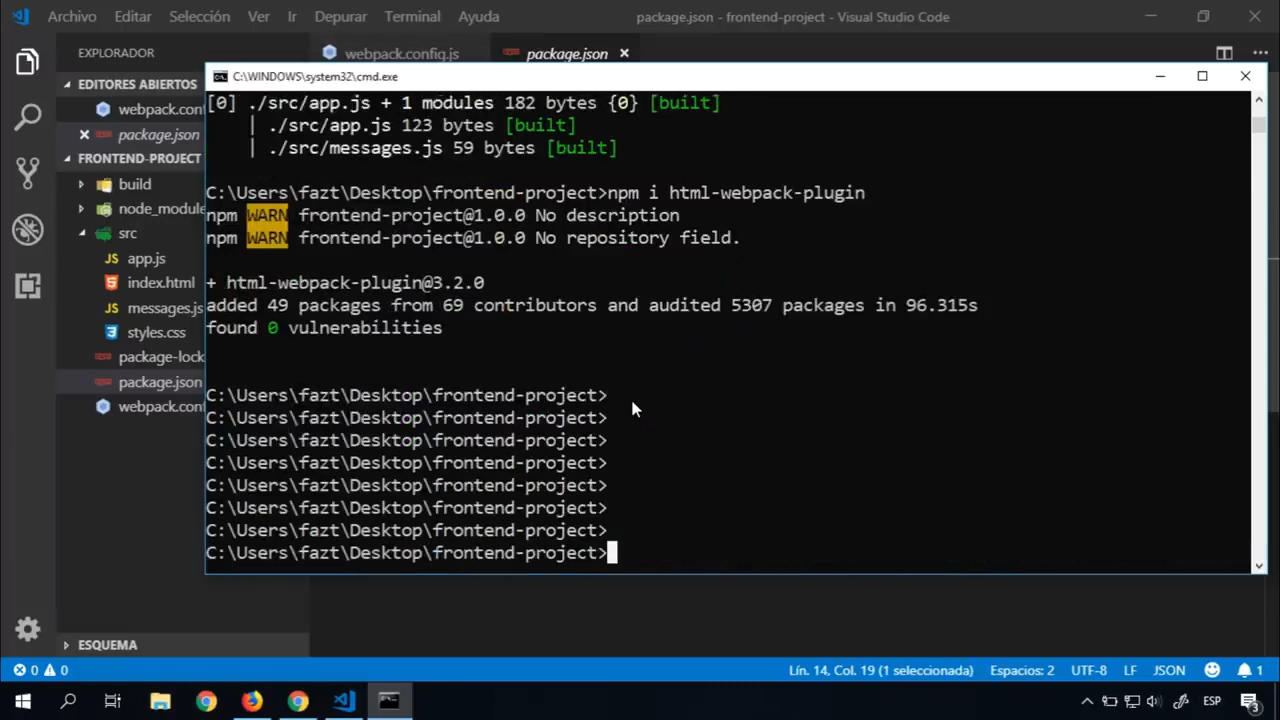 Archivo Editar Selección Ver Ir Depurar Terminal Ayuda package.json - frontend-project - Visual Studio Code
EXPLORADOR
webpack.config.js
package.json
EDITORES ABIERTOS
webpack.conf
package.json
FRONTEND-PROJECT
build
node_module
src
app.js
index.html
messages.js
styles.css
package-lock
package.json
webpack.conf
ESQUEMA
C:\WINDOWS\system32\cmd.exe
[0] ./src/app.js + 1 modules 182 bytes {0} [built]
| ./src/app.js 123 bytes [built]
| ./src/messages.js 59 bytes [built]
C:\Users\fazt\Desktop\frontend-project>npm i html-webpack-plugin
npm WARN frontend-project@1.0.0 No description
npm WARN frontend-project@1.0.0 No repository field.
+ html-webpack-plugin@3.2.0
added 49 packages from 69 contributors and audited 5307 packages in 96.315s
found 0 vulnerabilities
C:\Users\fazt\Desktop\frontend-project>
C:\Users\fazt\Desktop\frontend-project>
C:\Users\fazt\Desktop\frontend-project>
C:\Users\fazt\Desktop\frontend-project>
C:\Users\fazt\Desktop\frontend-project>
C:\Users\fazt\Desktop\frontend-project>
C:\Users\fazt\Desktop\frontend-project>
C:\Users\fazt\Desktop\frontend-project>
0 0 Lín. 14, Col. 19 (1 seleccionada) Espacios: 2 UTF-8 LF JSON 1
ESP 3